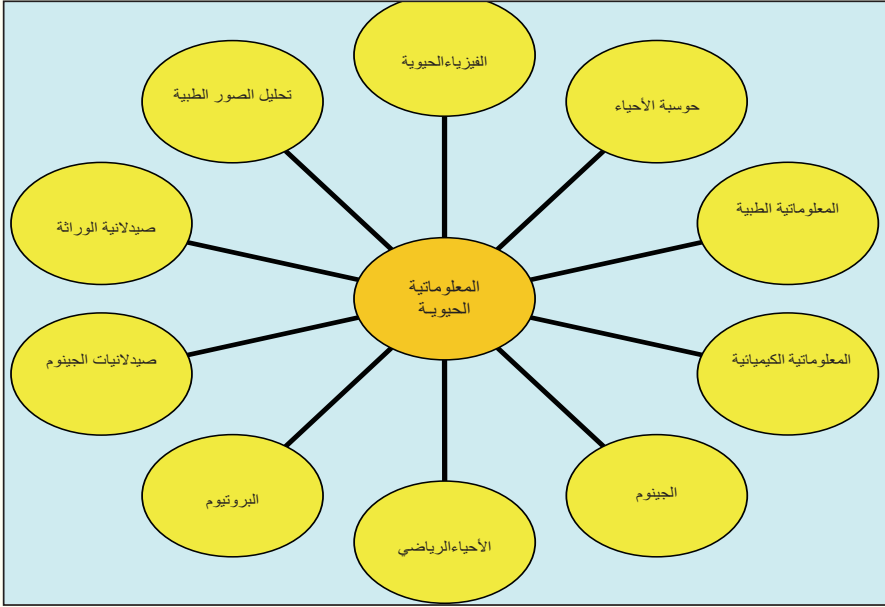 الفيزياءالحيوية
تحليل الصور الطبية
حوسبة الأحياء
صيدلانية الوراثة
المعلوماتية الطبية
المعلوماتية
الحيويـة
صيدلانيات الجينوم
المعلوماتية الكيميائية
البروتيوم
الجينوم
الأحياءالرياضي